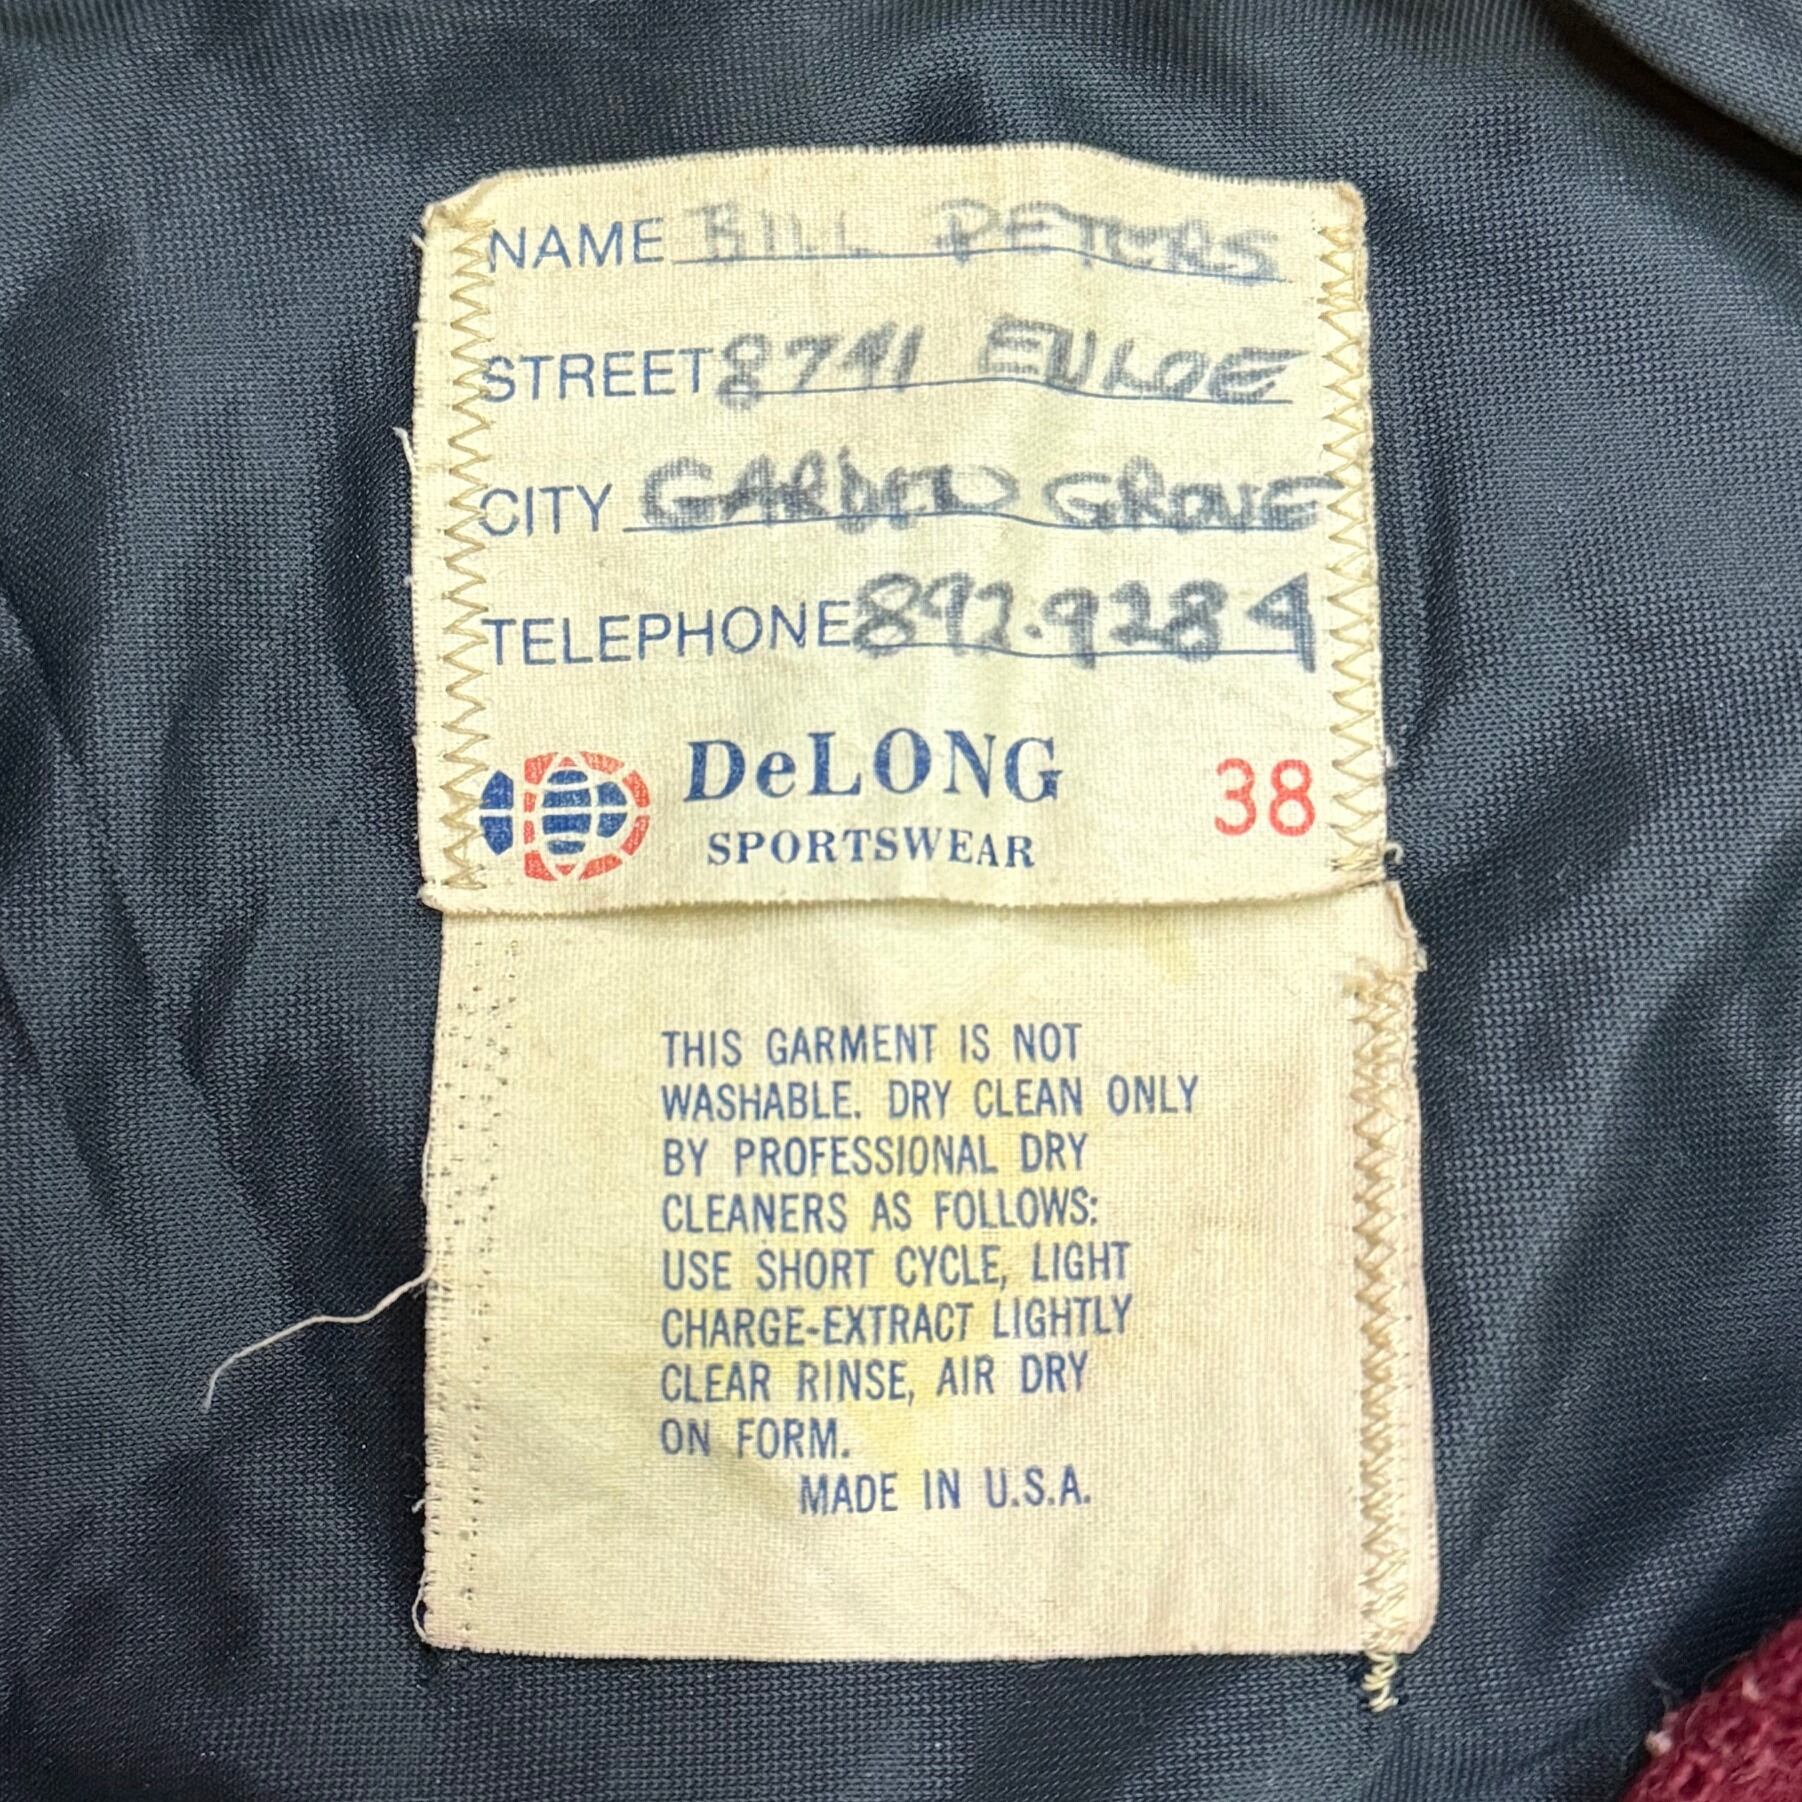 NAME BILL PETERS
STREET 8741 EULOE
CITY GARDEN GROVE
TELEPHONE 892.9284
DeLONG
SPORTSWEAR
38
THIS GARMENT IS NOT
WASHABLE. DRY CLEAN ONLY
BY PROFESSIONAL DRY
CLEANERS AS FOLLOWS:
USE SHORT CYCLE, LIGHT
CHARGE-EXTRACT LIGHTLY
CLEAR RINSE, AIR DRY
ON FORM.
MADE IN U.S.A.